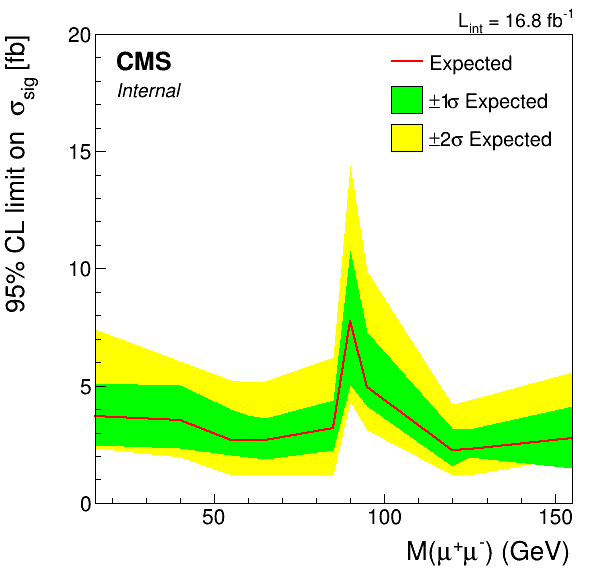 L_int = 16.8 fb^-1
95% CL limit on σ_sig [fb]
CMS
Internal
Expected
±1σ Expected
±2σ Expected
20
15
10
5
0
50
100
150
M(μ⁺μ⁻) (GeV)